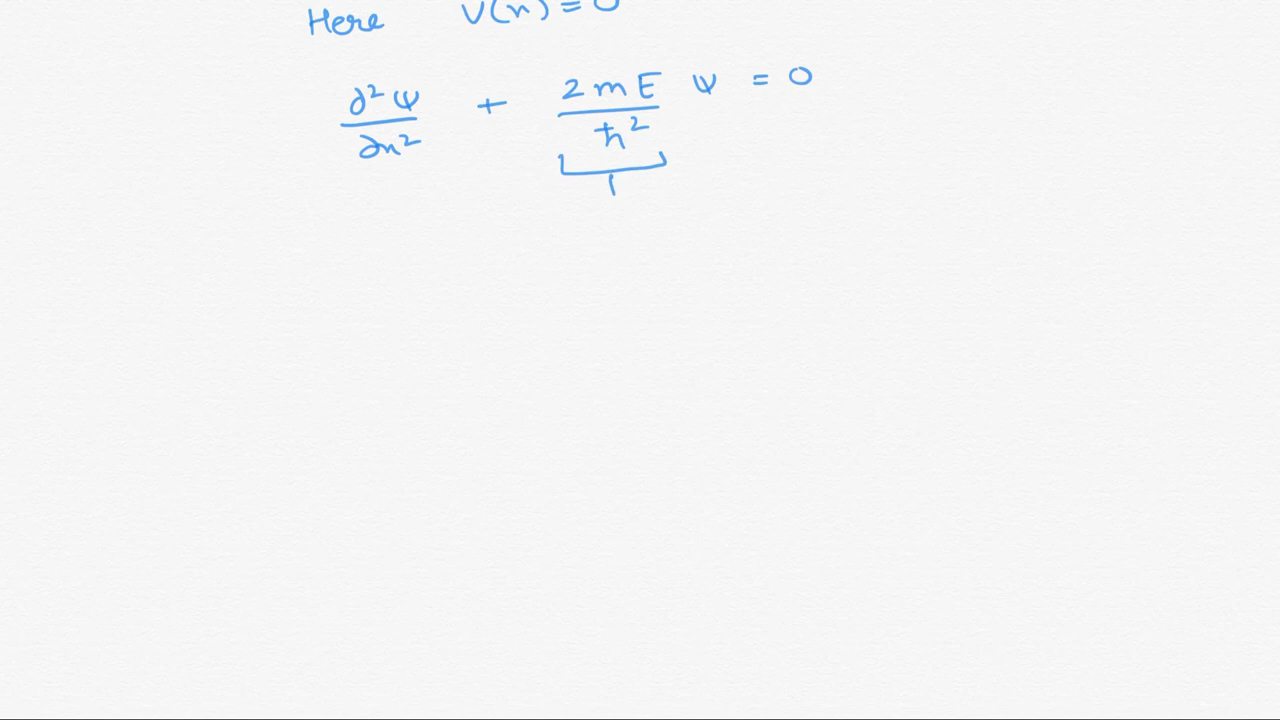 Here V(x) = 0
∂²ψ/∂x² + 2mE/ℏ² ψ = 0